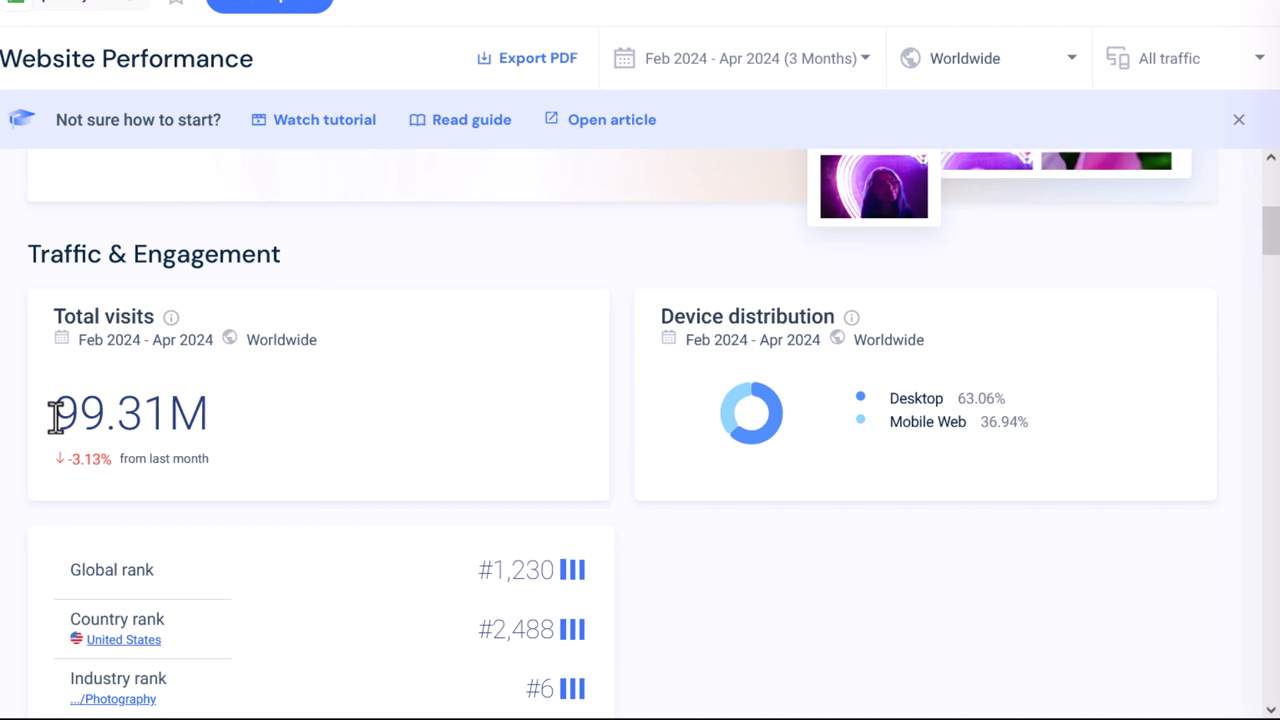 Website Performance
Export PDF
Feb 2024 - Apr 2024 (3 Months)
Worldwide
All traffic
Not sure how to start?
Watch tutorial
Read guide
Open article
Traffic & Engagement
Total visits
Feb 2024 - Apr 2024 Worldwide
99.31M
-3.13% from last month
Device distribution
Feb 2024 - Apr 2024 Worldwide
Desktop 63.06%
Mobile Web 36.94%
Global rank #1,230
Country rank
United States
#2,488
Industry rank
.../Photography
#6